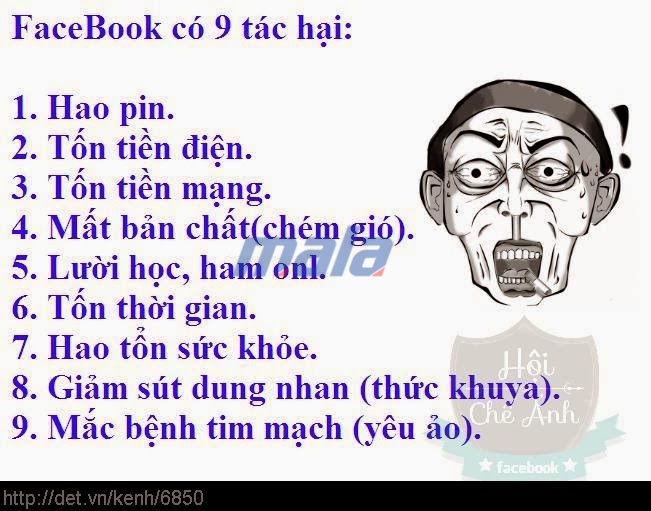 FaceBook có 9 tác hại:
1. Hao pin.
2. Tốn tiền điện.
3. Tốn tiền mạng.
4. Mất bản chất(chém gió).
mala
5. Lười học, ham onl.
6. Tốn thời gian.
7. Hao tổn sức khỏe.
8. Giảm sút dung nhan (thức khuya).
9. Mắc bệnh tim mạch (yêu ảo).
Hội
Chế Ảnh
facebook
http://det.vn/kenh/6850